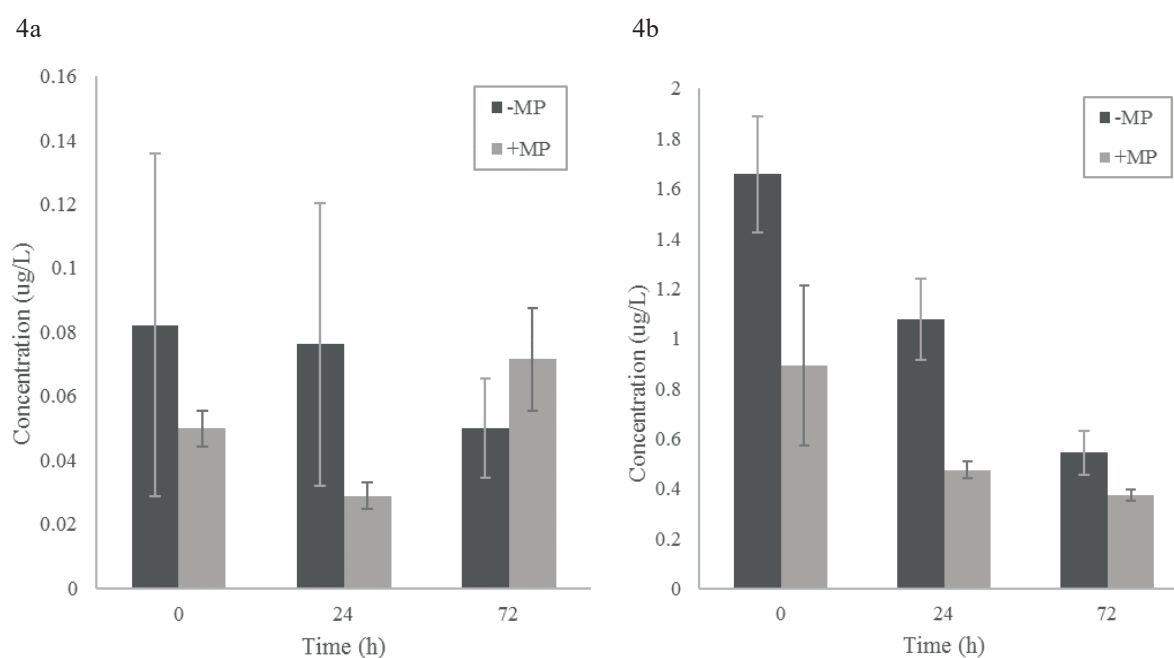 4a
0.16
0.14
0.12
0.1
0.08
0.06
0.04
0.02
0
Concentration (ug/L)
-MP
+MP
0 24 72
Time (h)
4b
2
1.8
1.6
1.4
1.2
1
0.8
0.6
0.4
0.2
0
Concentration (ug/L)
-MP
+MP
0 24 72
Time (h)